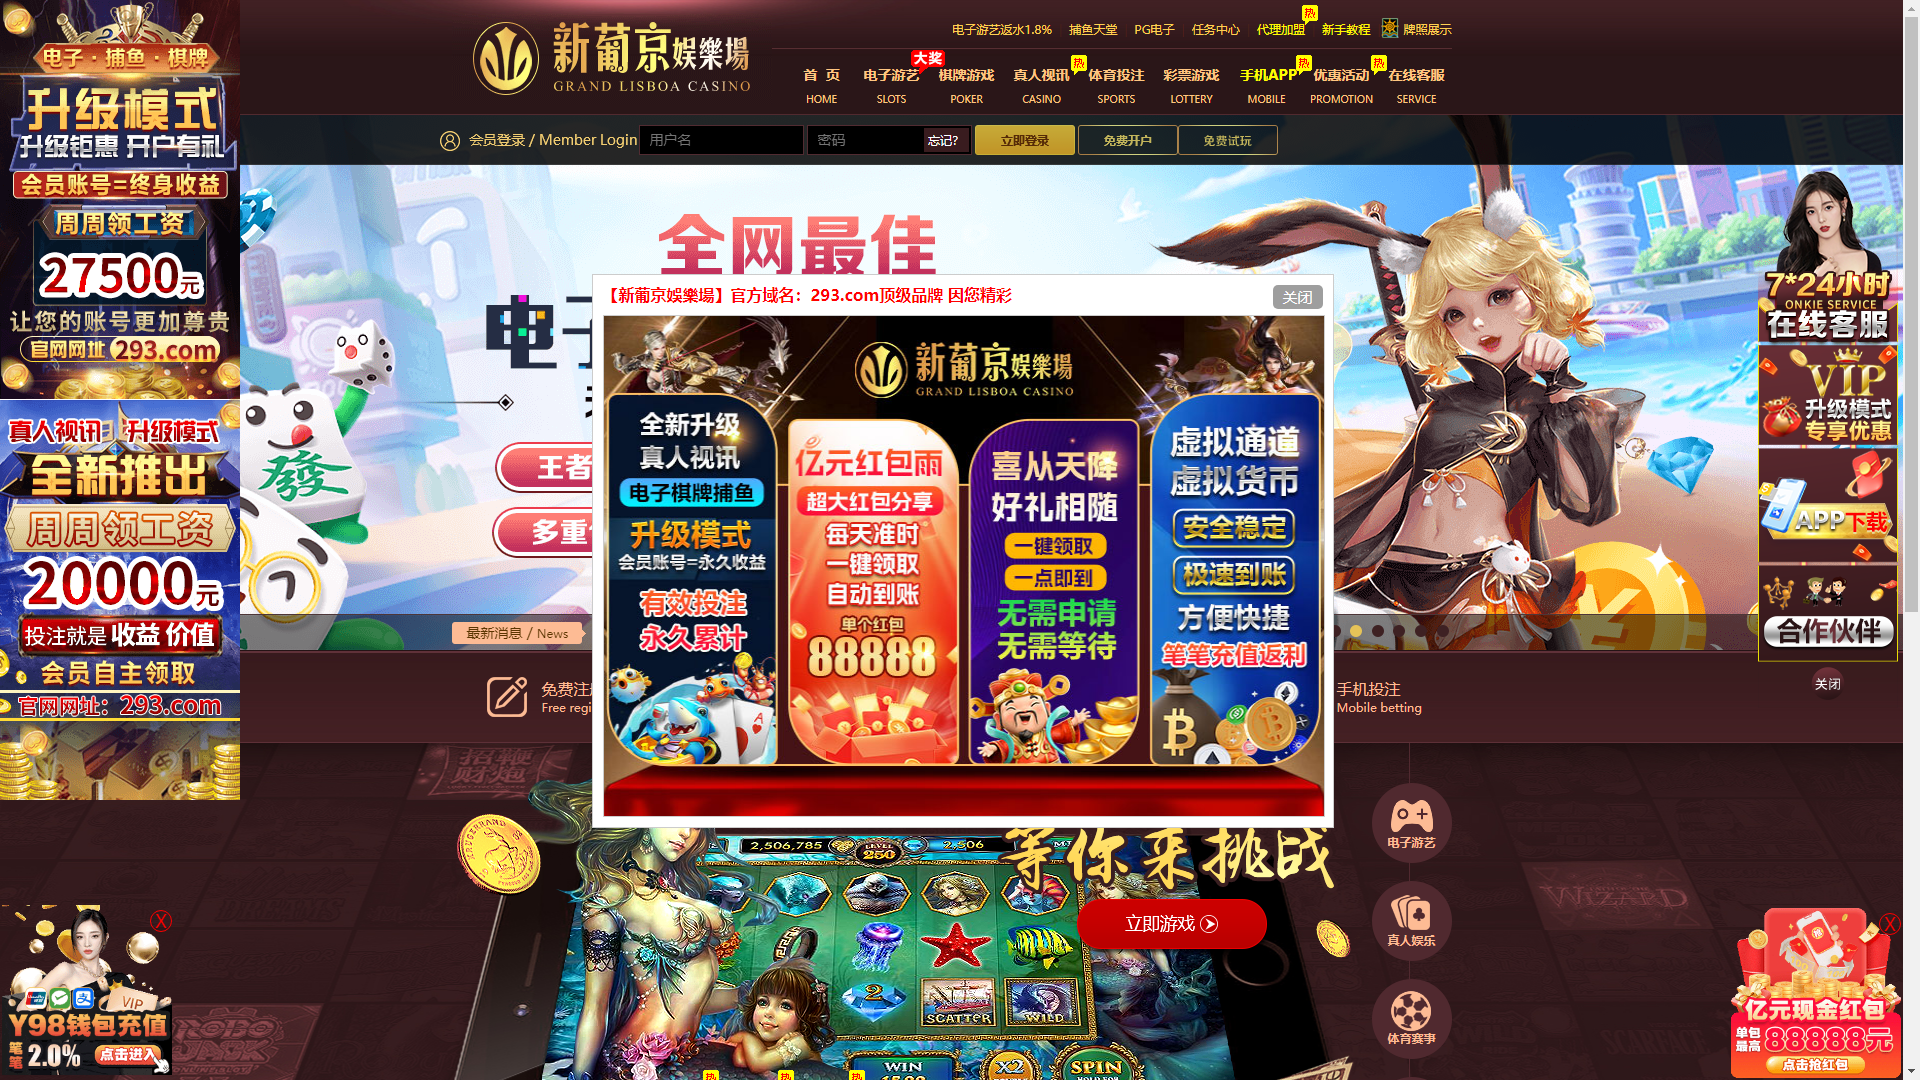 电子·捕鱼·棋牌
升级模式
升级钜惠 开户有礼
会员账号=终身收益
周周领工资
27500元
让您的账号更加尊贵
官网网址 293.com
真人视讯 升级模式
全新推出
周周领工资
20000元
投注就是 收益 价值
会员自主领取
官网网址：293.com
新葡京娱樂場
GRAND LISBOA CASINO
电子游艺返水1.8%
捕鱼天堂
PG电子
任务中心
代理加盟
热
新手教程
牌照展示
首 页
HOME
电子游艺
SLOTS
大奖
棋牌游戏
POKER
真人视讯
CASINO
热
体育投注
SPORTS
彩票游戏
LOTTERY
手机APP
MOBILE
热
优惠活动
PROMOTION
热
在线客服
SERVICE
会员登录 / Member Login
用户名
密码
忘记?
立即登录
免费开户
免费试玩
全网最佳
王者
多重
發
最新消息 / News
【新葡京娱樂場】官方域名：293.com顶级品牌 因您精彩
关闭
新葡京娱樂場
GRAND LISBOA CASINO
全新升级
真人视讯
电子棋牌捕鱼
升级模式
会员账号=永久收益
有效投注
永久累计
亿元红包雨
超大红包分享
每天准时
一键领取
自动到账
单个红包
88888
喜从天降
好礼相随
一键领取
一点即到
无需申请
无需等待
虚拟通道
虚拟货币
安全稳定
极速到账
方便快捷
笔笔充值返利
7*24小时
ONKIE SERVICE
在线客服
VIP
升级模式
专享优惠
APP下载
合作伙伴
关闭
免费注
Free regi
手机投注
Mobile betting
等你来挑战
立即游戏
2,506,785
LEVEL
250
2,506
SCATTER
WILD
WIN
X2
SPIN
电子游艺
真人娱乐
体育赛事
WIZARD
VIP
Y98钱包充值
笔笔 2.0% 点击进入
X
亿元现金红包
单包最高 88888元
点击抢红包
X
热
热
热